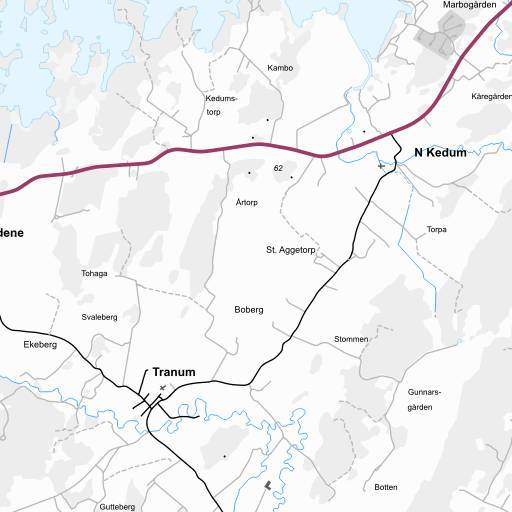 Marbogården
Kambo
Kedums-
torp
Käregården
N Kedum
62
Årtorp
Torpa
dene
St. Aggetorp
Tohaga
Boberg
Svaleberg
Stommen
Ekeberg
Tranum
Gunnars-
gården
Botten
Gutteberg